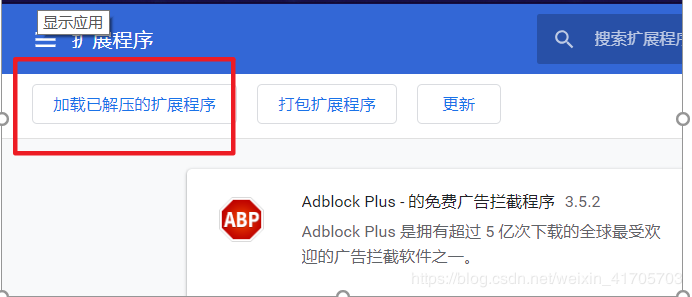 显示应用
扩展程序
搜索扩展程序
加载已解压的扩展程序
打包扩展程序
更新
ABP
Adblock Plus - 的免费广告拦截程序 3.5.2
Adblock Plus 是拥有超过 5 亿次下载的全球最受欢
迎的广告拦截软件之一。
https://blog.csdn.net/weixin_41705703